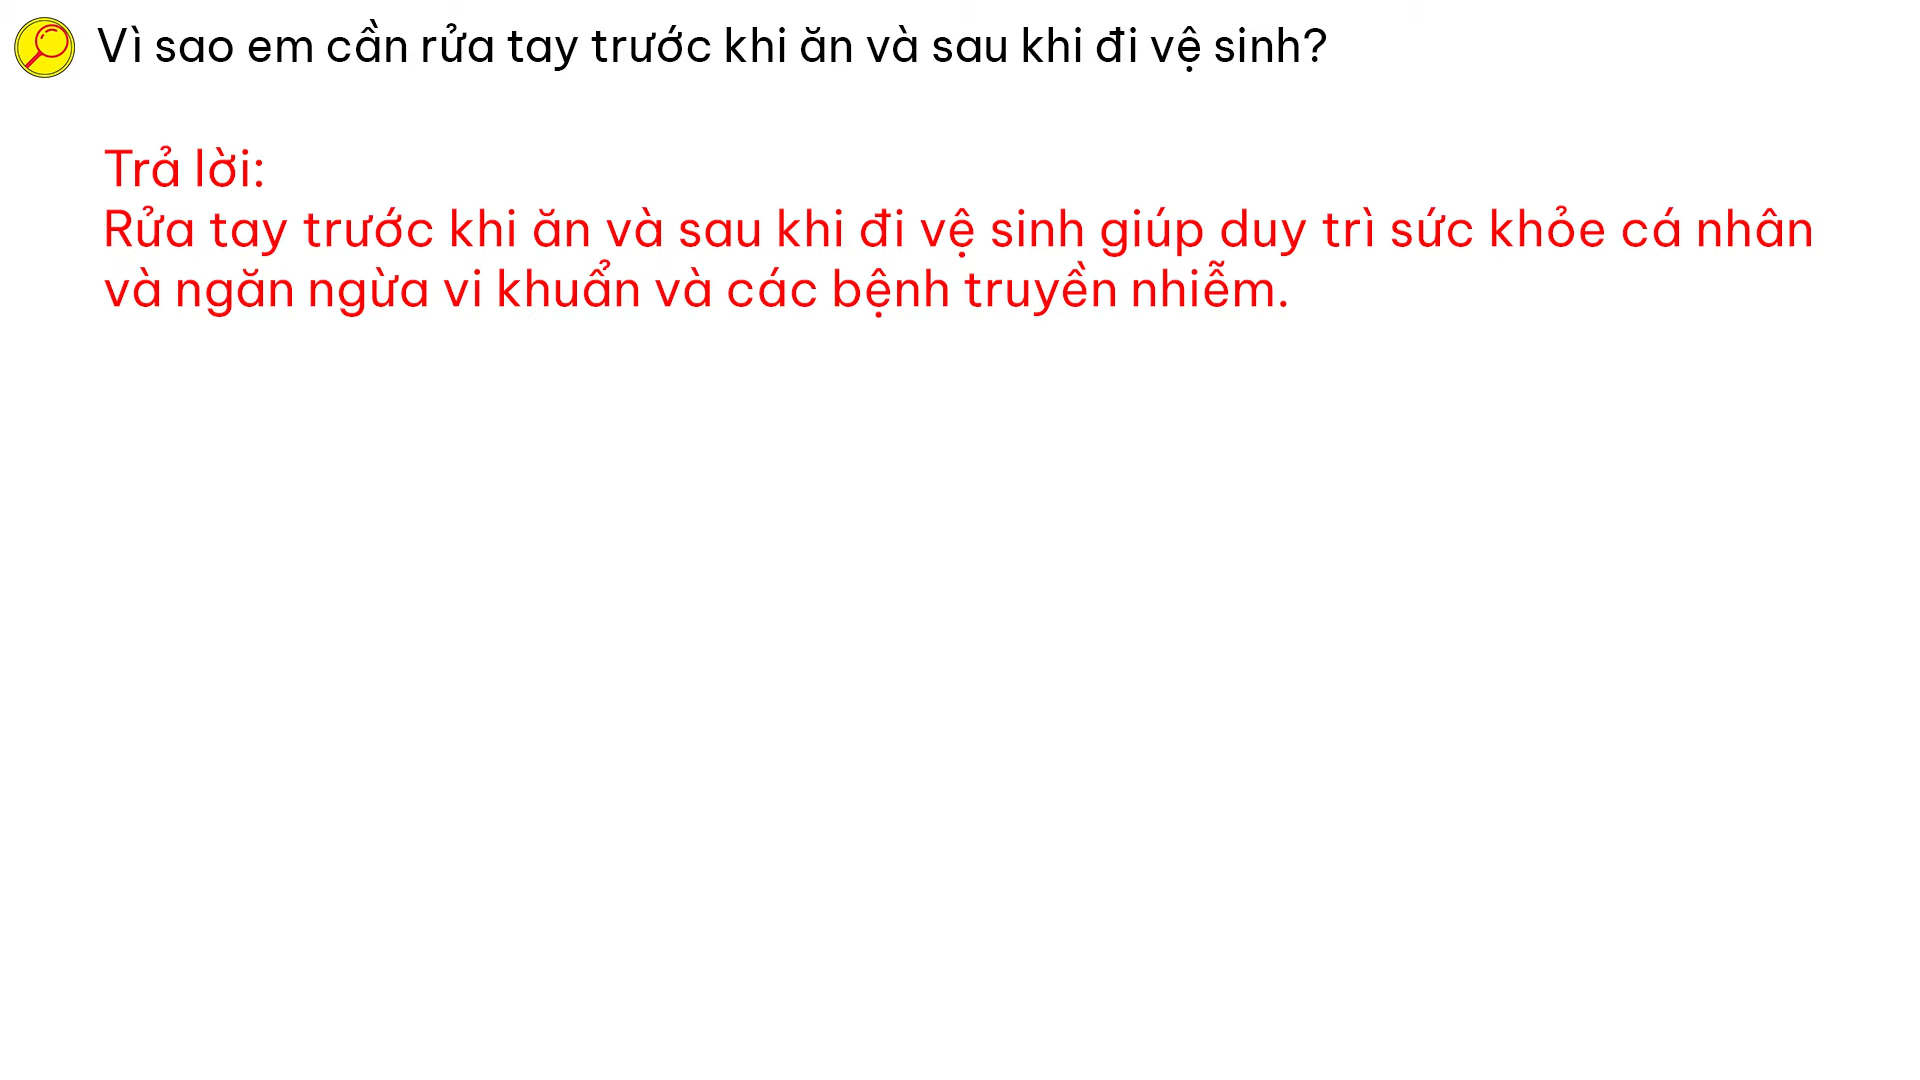 Vì sao em cần rửa tay trước khi ăn và sau khi đi vệ sinh?
Trả lời:
Rửa tay trước khi ăn và sau khi đi vệ sinh giúp duy trì sức khỏe cá nhân
và ngăn ngừa vi khuẩn và các bệnh truyền nhiễm.